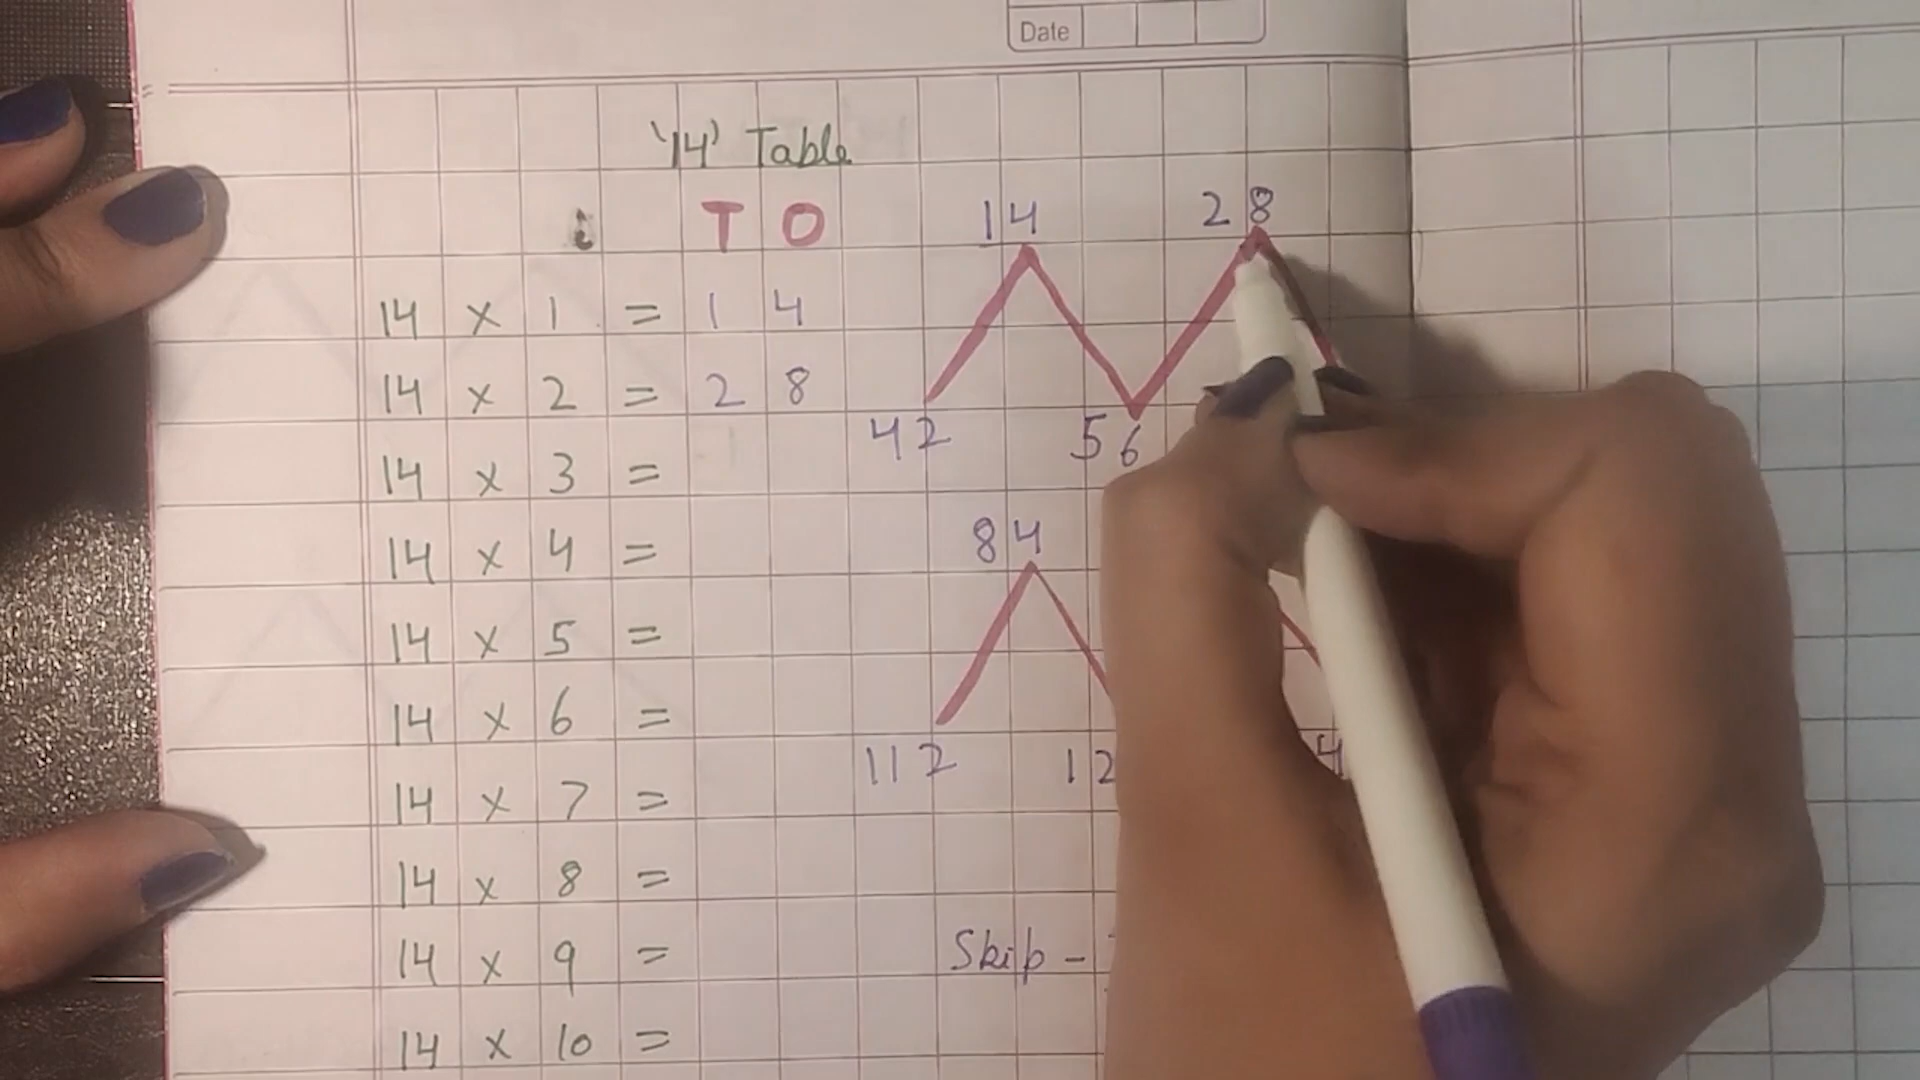 Date
'14' Table
T O
14 28
14 x 1 = 1 4
14 x 2 = 2 8
42 56
14 x 3 =
84
14 x 4 =
14 x 5 =
14 x 6 =
112
14 x 7 =
14 x 8 =
Skip -
14 x 9 =
14 x 10 =